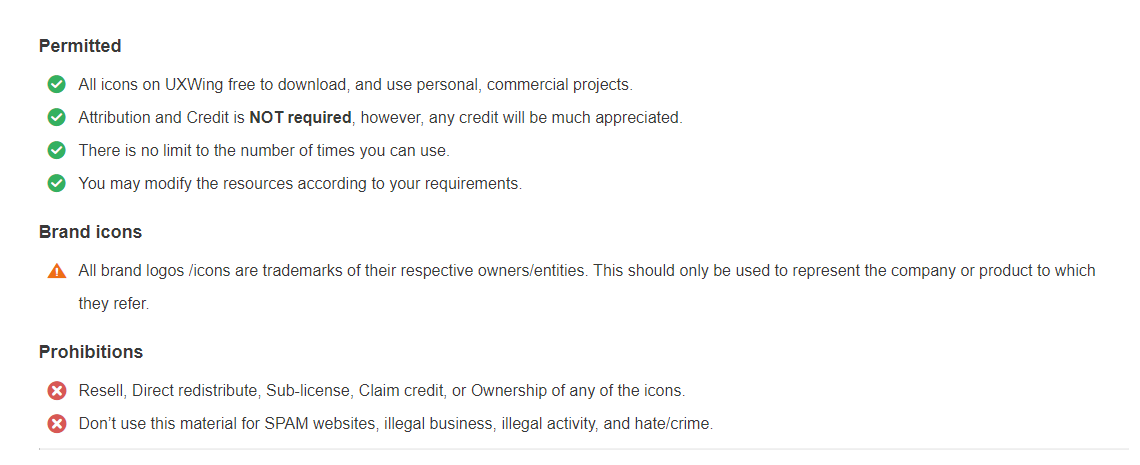 Permitted
All icons on UXWing free to download, and use personal, commercial projects.
Attribution and Credit is NOT required, however, any credit will be much appreciated.
There is no limit to the number of times you can use.
You may modify the resources according to your requirements.
Brand icons
All brand logos /icons are trademarks of their respective owners/entities. This should only be used to represent the company or product to which
they refer.
Prohibitions
Resell, Direct redistribute, Sub-license, Claim credit, or Ownership of any of the icons.
Don’t use this material for SPAM websites, illegal business, illegal activity, and hate/crime.